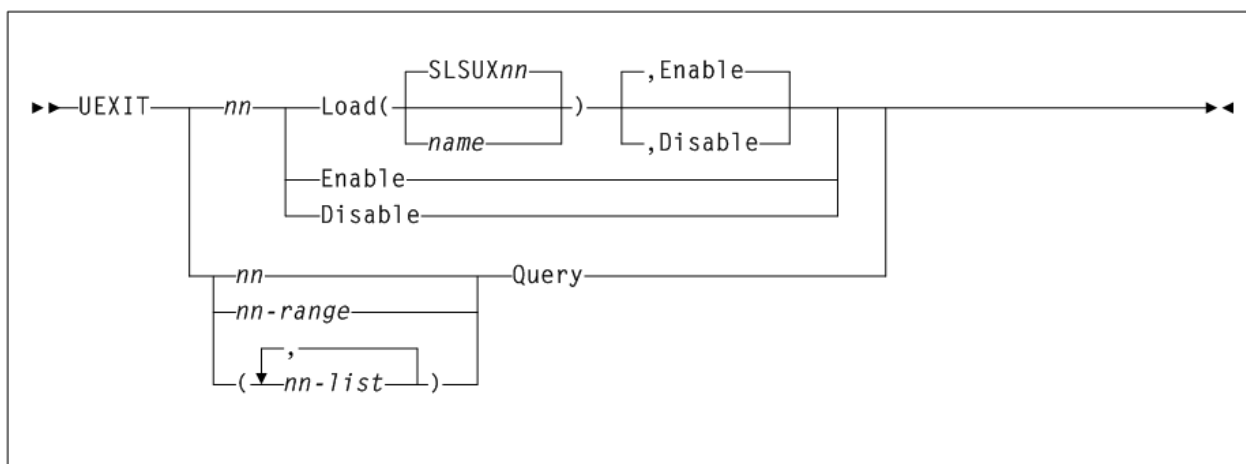 SLSUXnn ,Enable
UEXIT nn Load( )
name ,Disable
Enable
Disable
nn Query
nn-range
,
( nn-list )